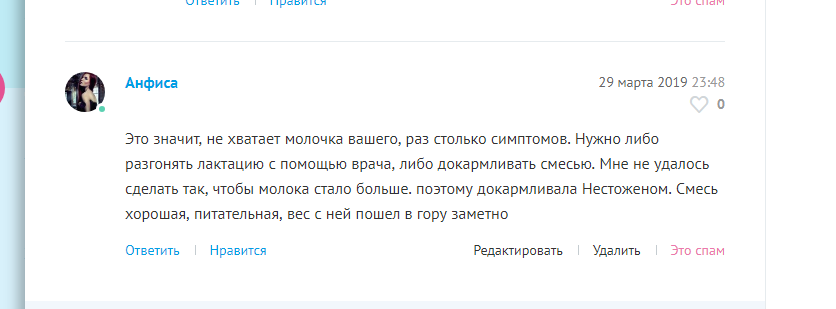 Ответить Нравится Это спам
Анфиса 29 марта 2019 23:48
0
Это значит, не хватает молочка вашего, раз столько симптомов. Нужно либо
разгонять лактацию с помощью врача, либо докармливать смесью. Мне не удалось
сделать так, чтобы молока стало больше. поэтому докармливала Нестоженом. Смесь
хорошая, питательная, вес с ней пошел в гору заметно
Ответить Нравится Редактировать Удалить Это спам